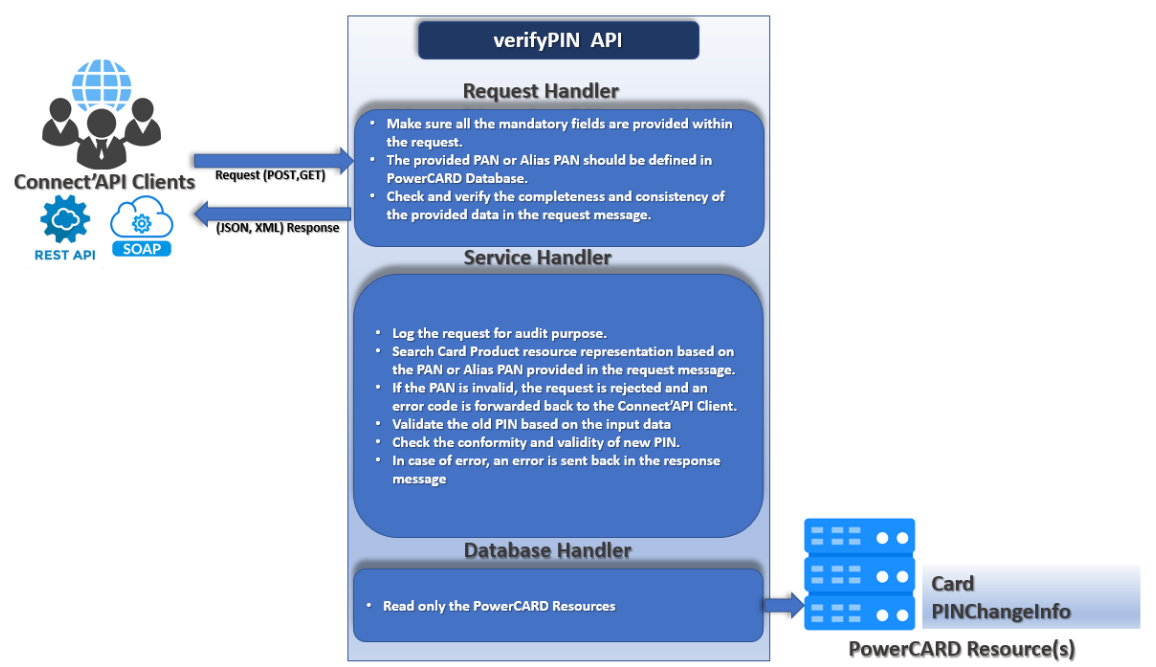 verifyPIN API
Request Handler
• Make sure all the mandatory fields are provided within
the request.
• The provided PAN or Alias PAN should be defined in
PowerCARD Database.
• Check and verify the completeness and consistency of
the provided data in the request message.
Connect'API Clients
REST API
SOAP
Request (POST,GET)
(JSON, XML) Response
Service Handler
• Log the request for audit purpose.
• Search Card Product resource representation based on
the PAN or Alias PAN provided in the request message.
• If the PAN is invalid, the request is rejected and an
error code is forwarded back to the Connect'API Client.
• Validate the old PIN based on the input data
• Check the conformity and validity of new PIN.
• In case of error, an error is sent back in the response
message
Database Handler
• Read only the PowerCARD Resources
Card
PINChangeInfo
PowerCARD Resource(s)